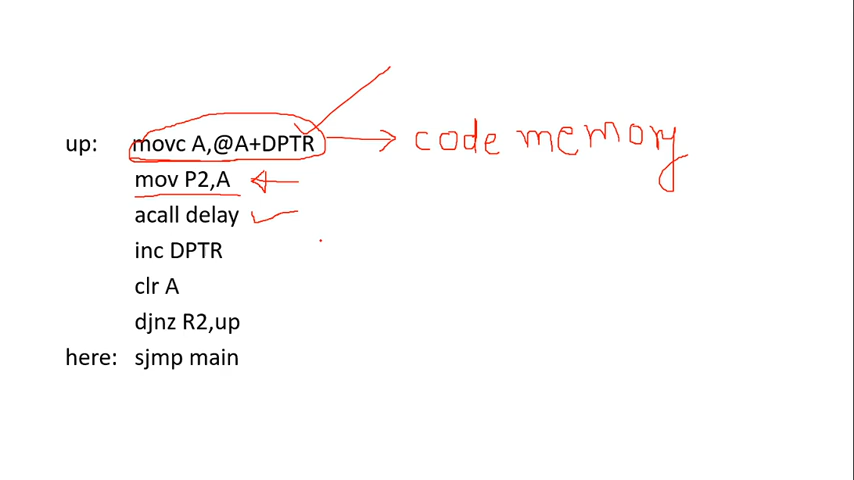 up: movc A,@A+DPTR → code memory
mov P2,A
acall delay
inc DPTR
clr A
djnz R2,up
here: sjmp main